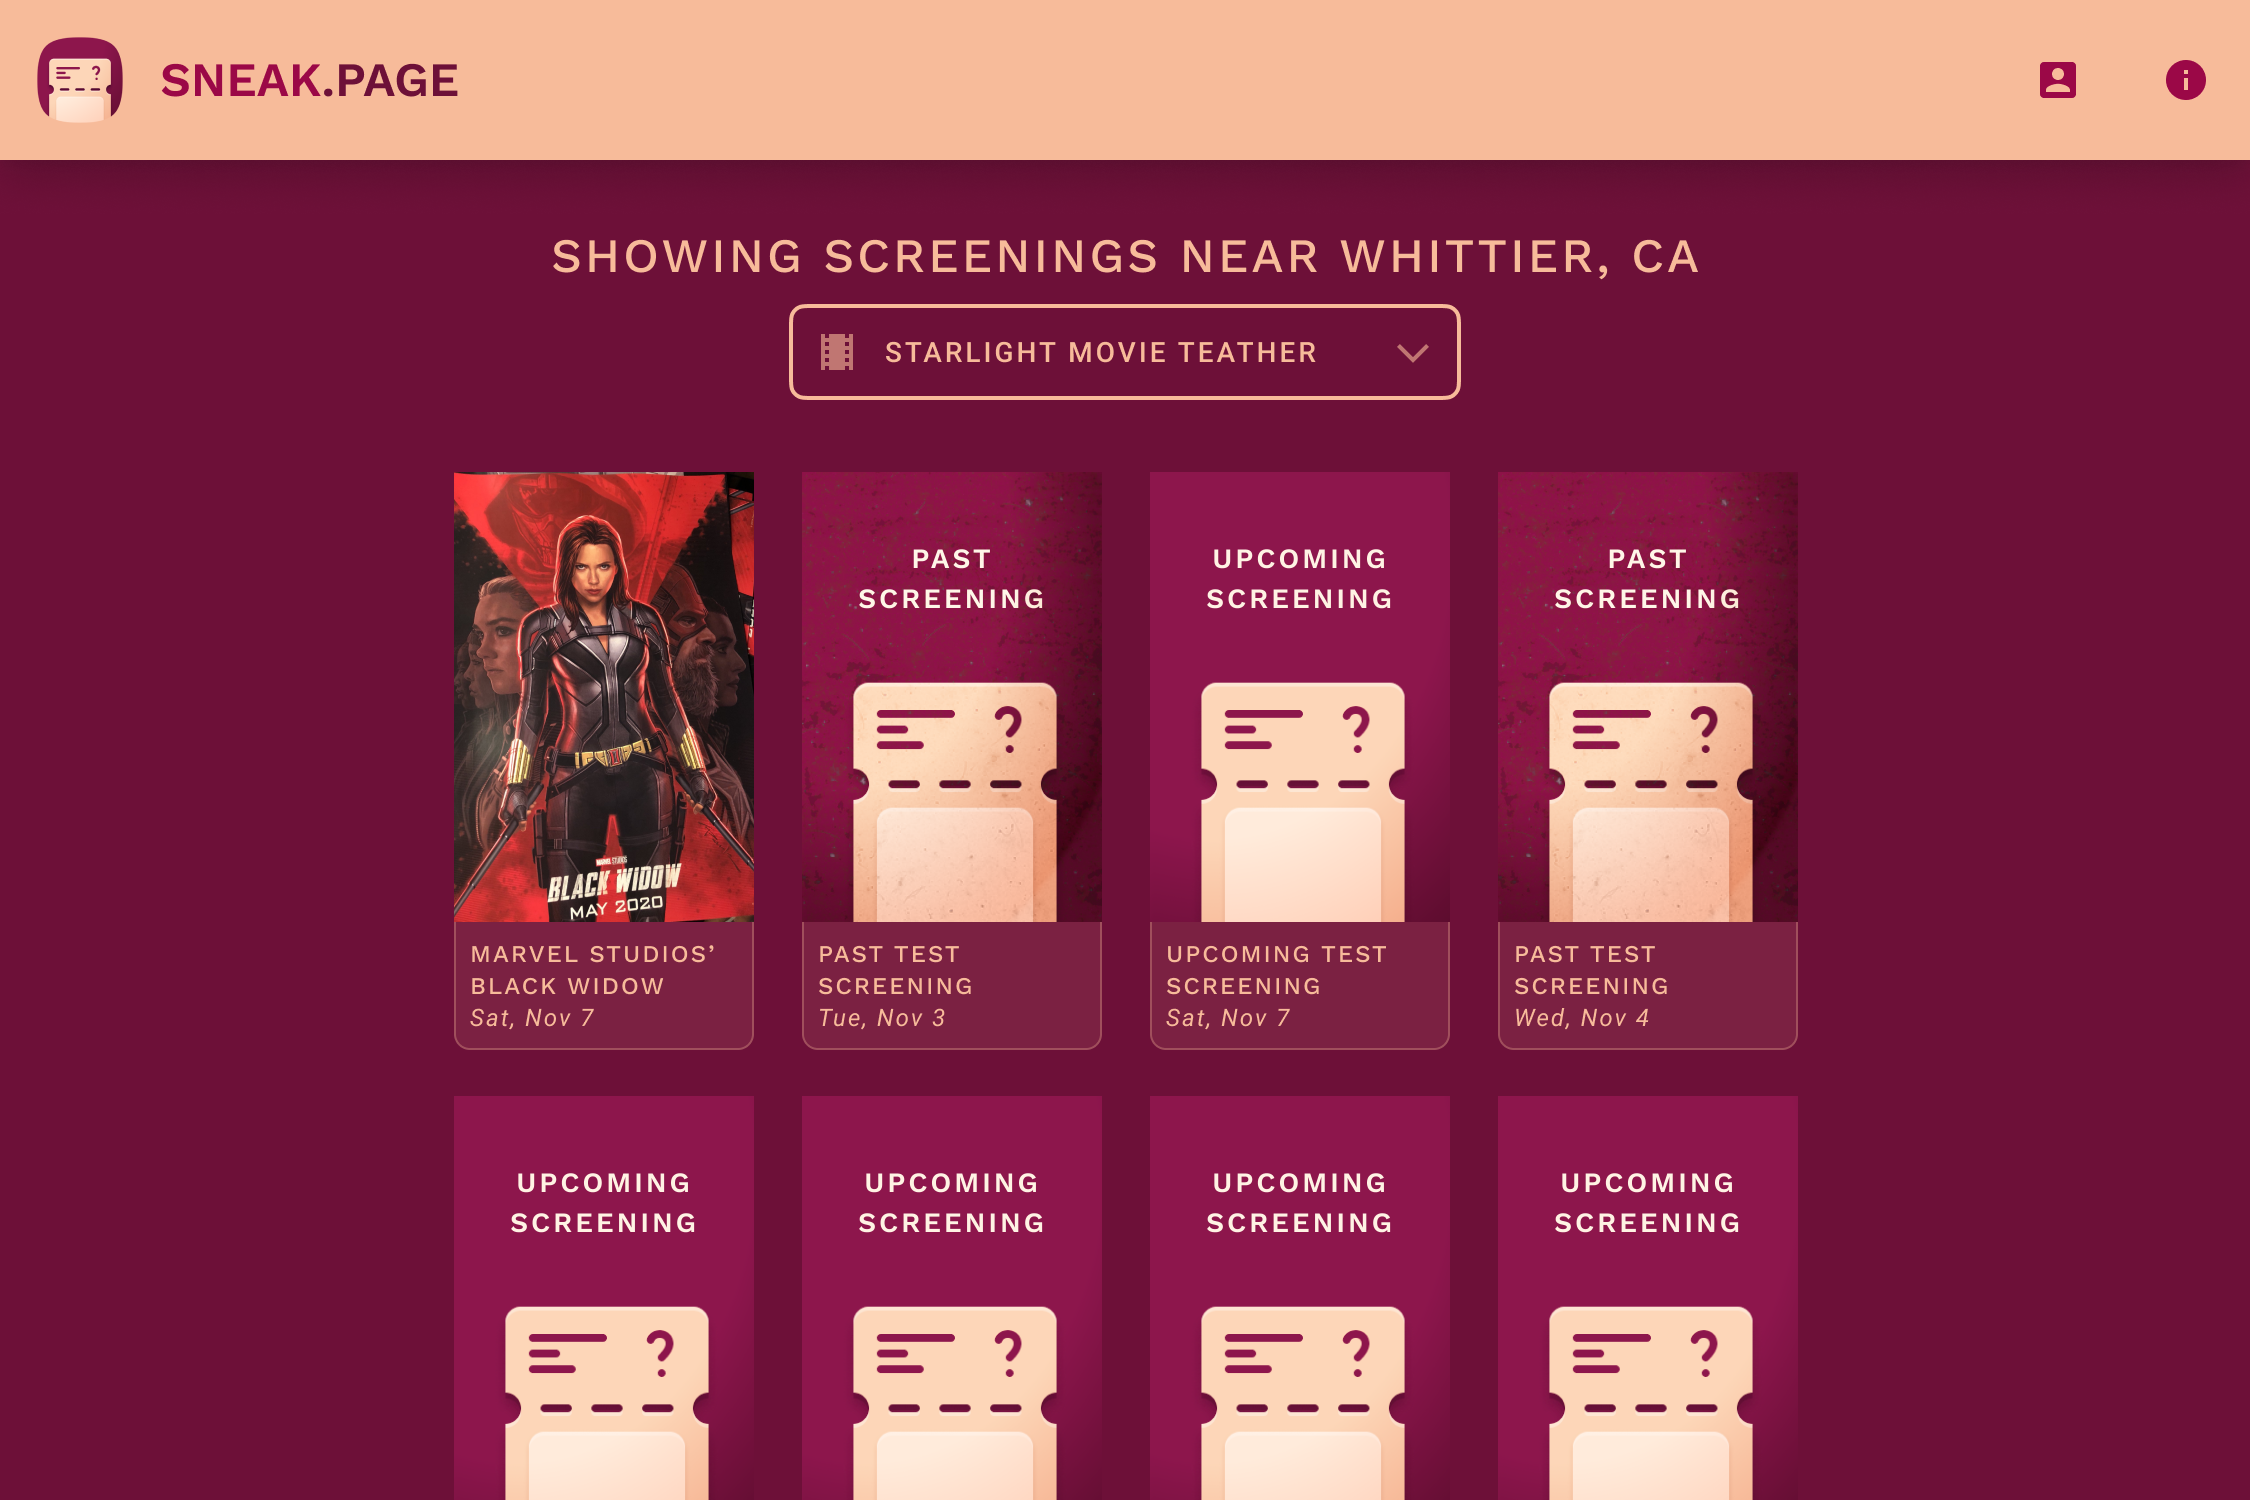 SNEAK.PAGE
SHOWING SCREENINGS NEAR WHITTIER, CA
STARLIGHT MOVIE TEATHER
MARVEL STUDIOS
BLACK WIDOW
MAY 2020
MARVEL STUDIOS’
BLACK WIDOW
Sat, Nov 7
PAST
SCREENING
?
PAST TEST
SCREENING
Tue, Nov 3
UPCOMING
SCREENING
?
UPCOMING TEST
SCREENING
Sat, Nov 7
PAST
SCREENING
?
PAST TEST
SCREENING
Wed, Nov 4
UPCOMING
SCREENING
?
UPCOMING
SCREENING
?
UPCOMING
SCREENING
?
UPCOMING
SCREENING
?